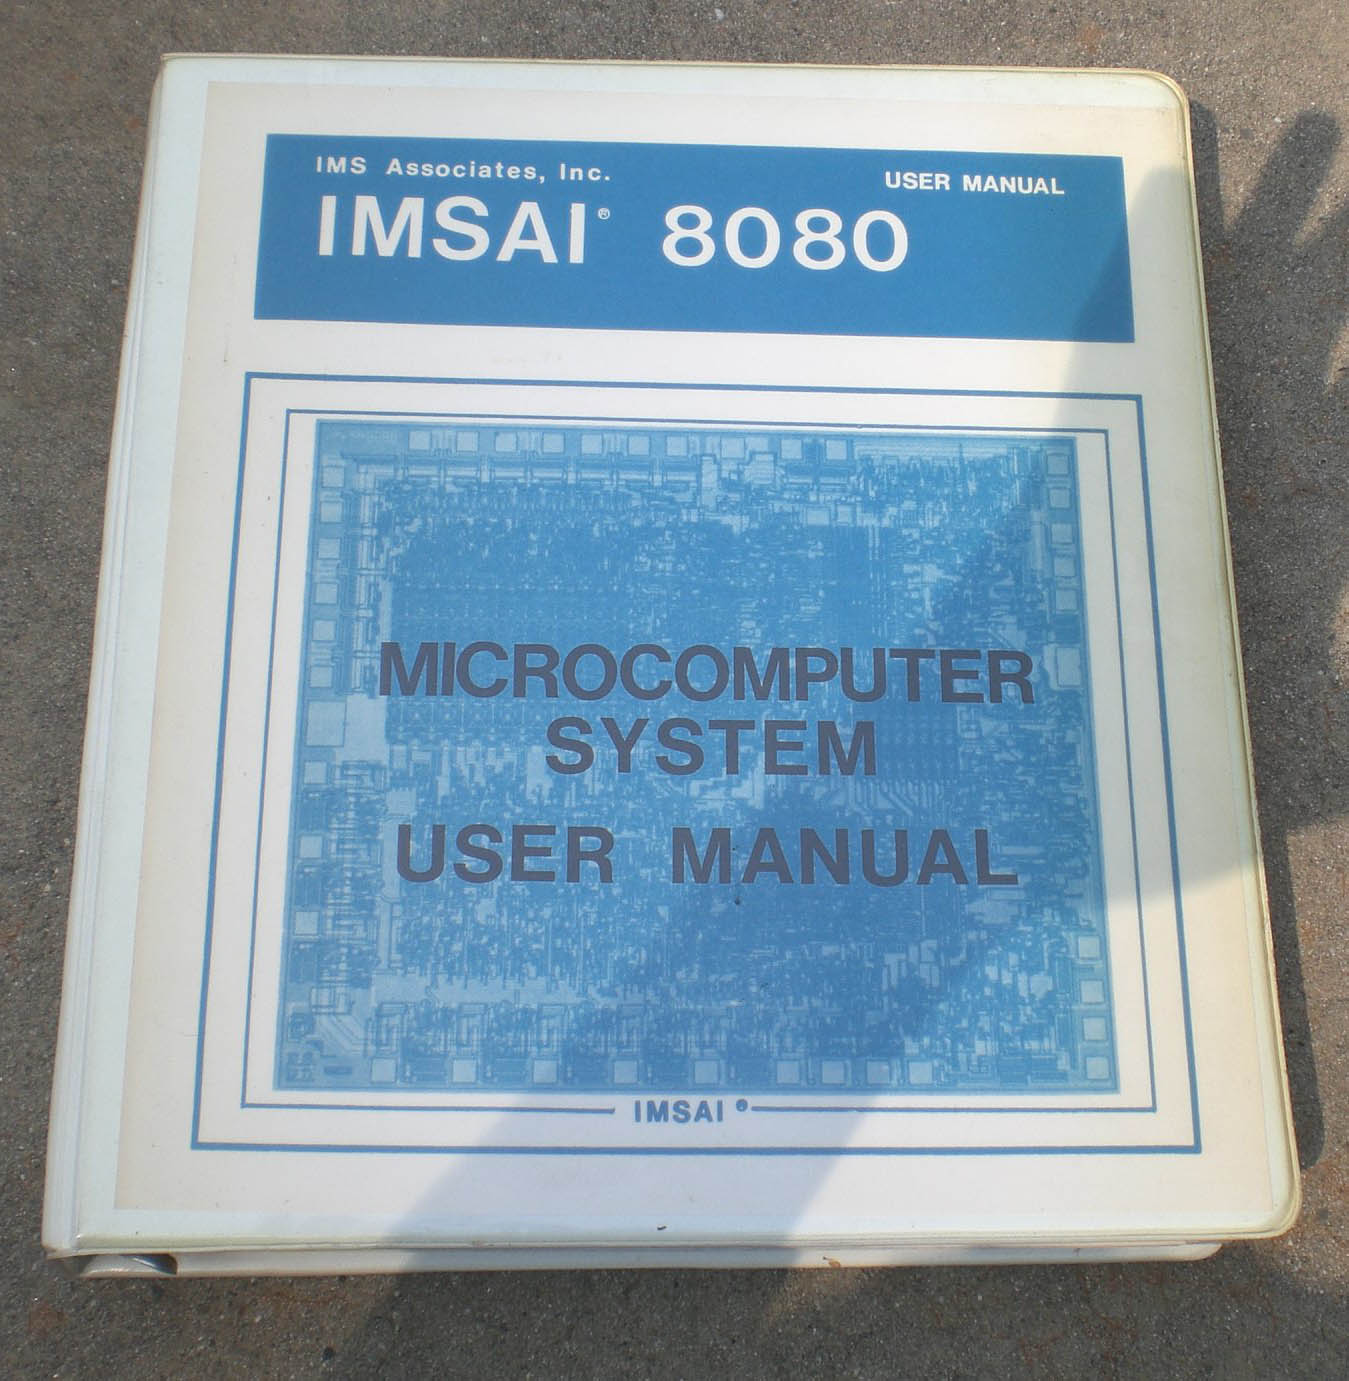 IMS Associates, Inc.
USER MANUAL
IMSAI® 8080
MICROCOMPUTER
SYSTEM
USER MANUAL
IMSAI®